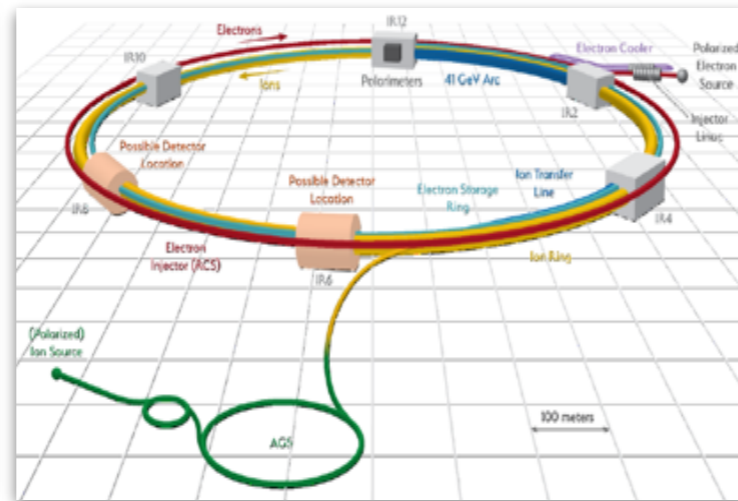 IR12
Electrons
IR10
Ions
Polarimeters
41 GeV Arc
Electron Cooler
Polarized
Electron
Source
IR2
Injector
Linac
Possible Detector
Location
IR8
Possible Detector
Location
Ion Transfer
Line
Electron Storage
Ring
IR4
Electron
Injector (RCS)
IR6
Ion Ring
(Polarized)
Ion Source
AGS
100 meters